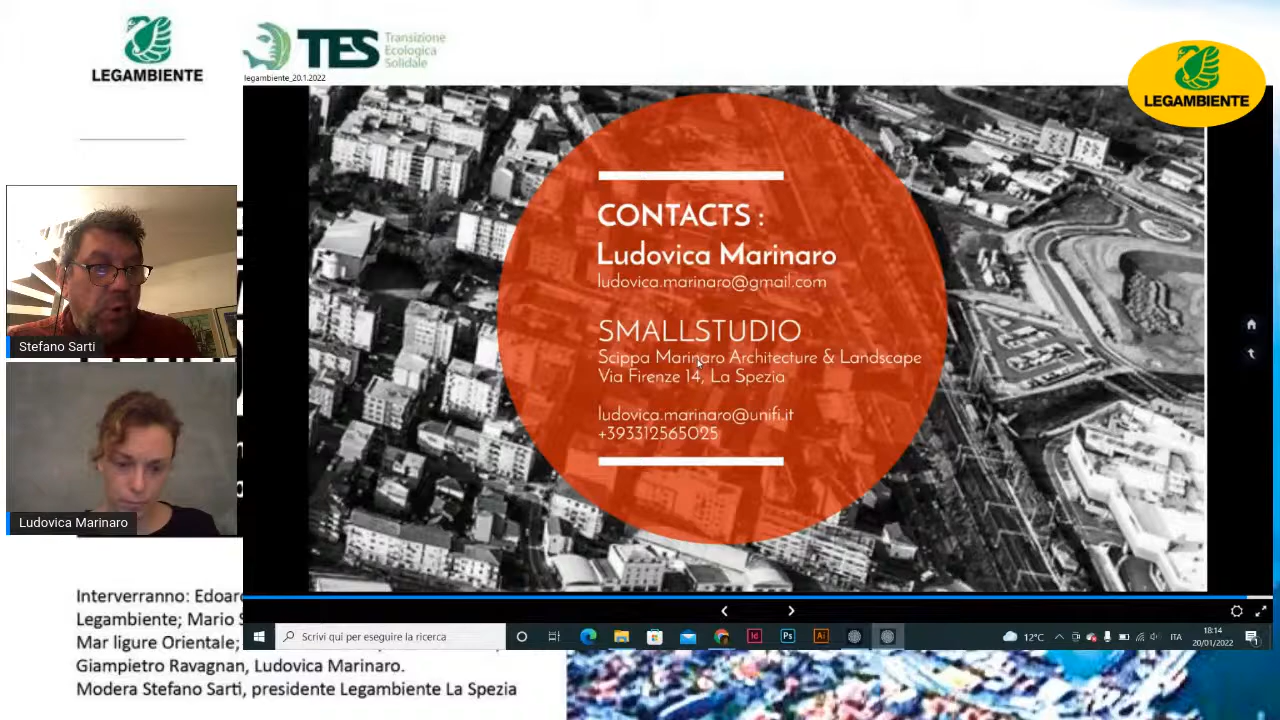 LEGAMBIENTE
TES Transizione
Ecologica
Solidale
legambiente_20.1.2022
LEGAMBIENTE
CONTACTS :
Ludovica Marinaro
ludovica.marinaro@gmail.com
SMALLSTUDIO
Scippa Marinaro Architecture & Landscape
Via Firenze 14, La Spezia
ludovica.marinaro@unifi.it
+393312565025
Stefano Sarti
Ludovica Marinaro
Interverranno:
Legambiente; Mario
Mar ligure Orientale;
Giampietro Ravagnan, Ludovica Marinaro.
Modera Stefano Sarti, presidente Legambiente La Spezia
Scrivi qui per eseguire la ricerca
Id
Ps
Ai
12°C
ITA
18:14
20/01/2022